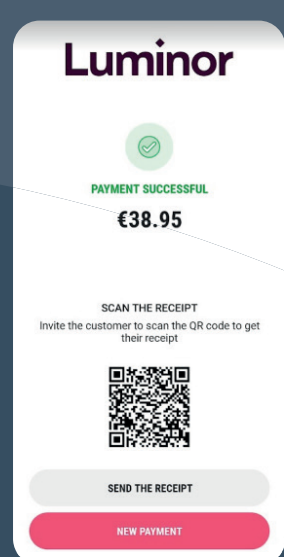 Luminor
PAYMENT SUCCESSFUL
€38.95
SCAN THE RECEIPT
Invite the customer to scan the QR code to get
their receipt
SEND THE RECEIPT
NEW PAYMENT